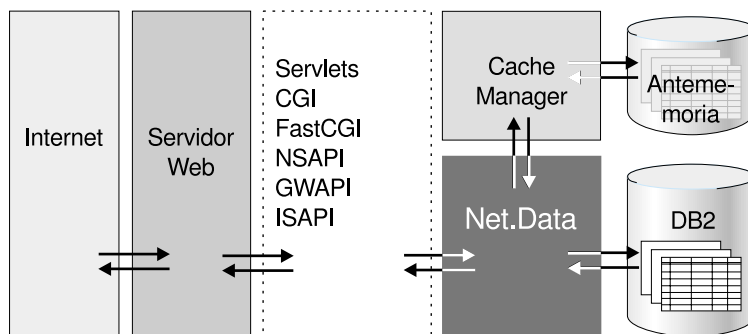 Internet
Servidor
Web
Servlets
CGI
FastCGI
NSAPI
GWAPI
ISAPI
Cache
Manager
Anteme-
moria
Net.Data
DB2